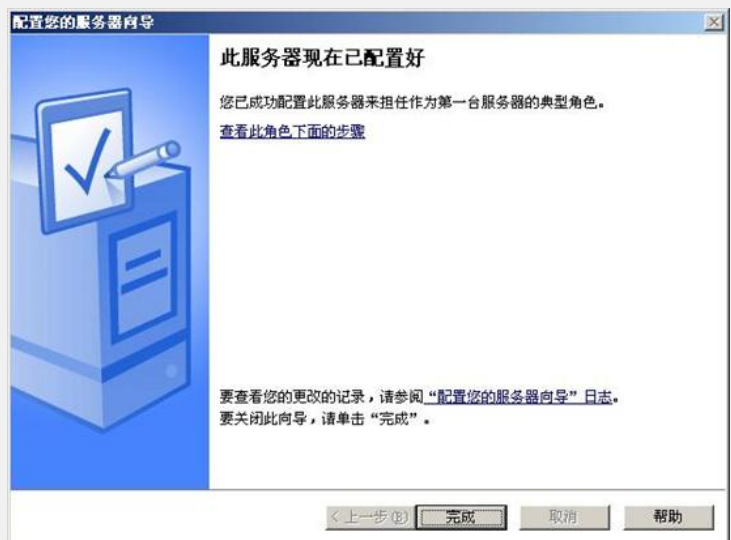 配置您的服务器向导
此服务器现在已配置好
您已成功配置此服务器来担任作为第一台服务器的典型角色。
查看此角色下面的步骤
要查看您的更改的记录，请参阅“配置您的服务器向导”日志。
要关闭此向导，请单击“完成”。
< 上一步(B) 完成 取消 帮助